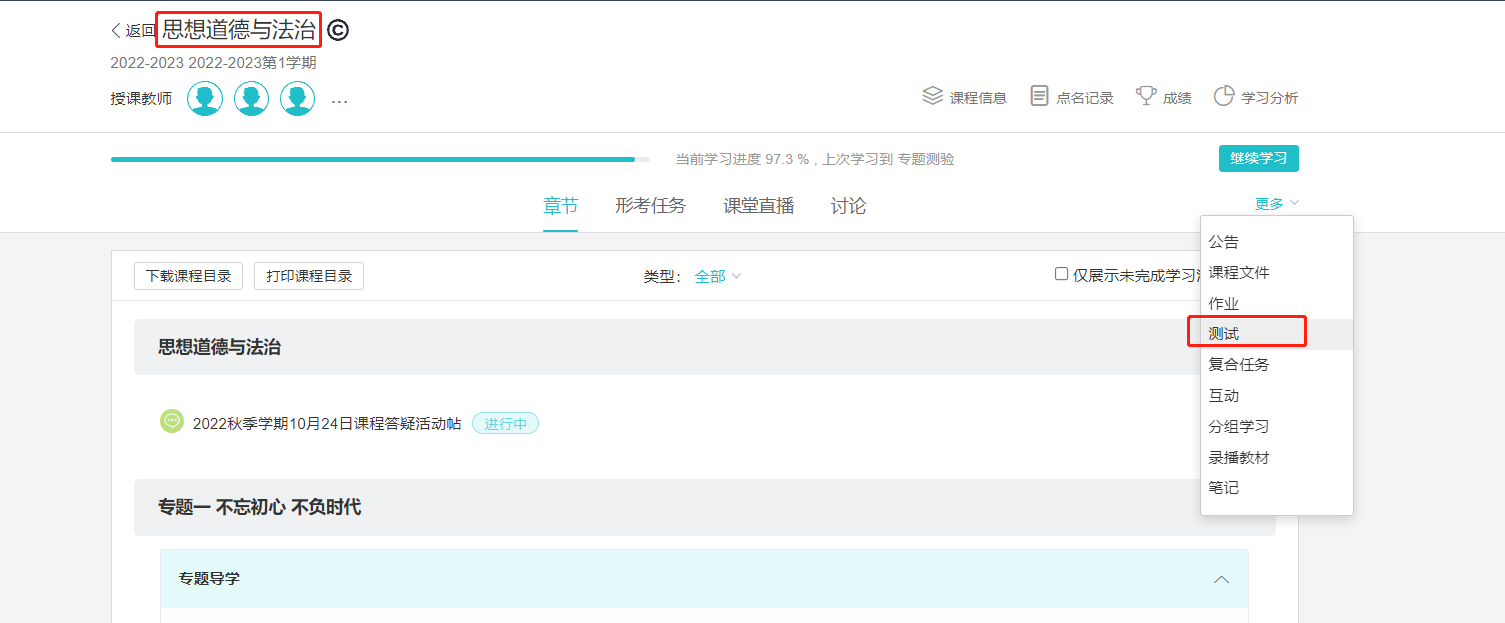 返回 思想道德与法治 ©
2022-2023 2022-2023第1学期
授课教师 ...
课程信息 点名记录 成绩 学习分析
当前学习进度 97.3 % , 上次学习到 专题测验 继续学习
章节 形考任务 课堂直播 讨论 更多
公告
课程文件
作业
测试
复合任务
互动
分组学习
录播教材
笔记
下载课程目录 打印课程目录 类型: 全部 仅展示未完成学习
思想道德与法治
2022秋季学期10月24日课程答疑活动帖 进行中
专题一 不忘初心 不负时代
专题导学